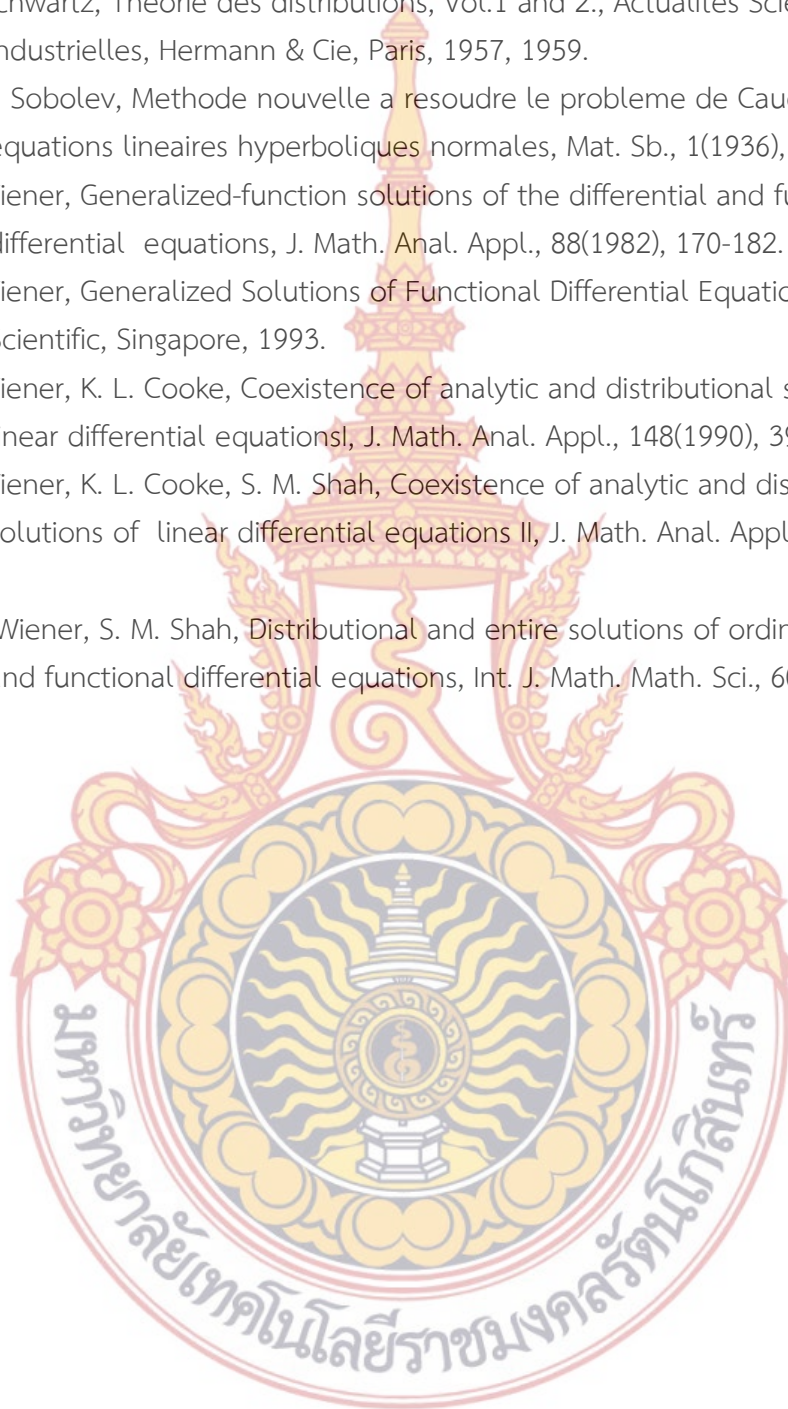 chwartz, Theorie des distributions, Vol.1 and 2., Actualites Scie
ndustrielles, Hermann & Cie, Paris, 1957, 1959.
Sobolev, Methode nouvelle a resoudre le probleme de Cauc
equations lineaires hyperboliques normales, Mat. Sb., 1(1936),
iener, Generalized-function solutions of the differential and fu
differential equations, J. Math. Anal. Appl., 88(1982), 170-182.
iener, Generalized Solutions of Functional Differential Equatio
Scientific, Singapore, 1993.
iener, K. L. Cooke, Coexistence of analytic and distributional s
inear differential equationsI, J. Math. Anal. Appl., 148(1990), 39
iener, K. L. Cooke, S. M. Shah, Coexistence of analytic and dis
olutions of linear differential equations II, J. Math. Anal. Appl
Wiener, S. M. Shah, Distributional and entire solutions of ordin
nd functional differential equations, Int. J. Math. Math. Sci., 6(
มหาวิทยาลัยเทคโนโลยีราชมงคลรัตนโกสินทร์